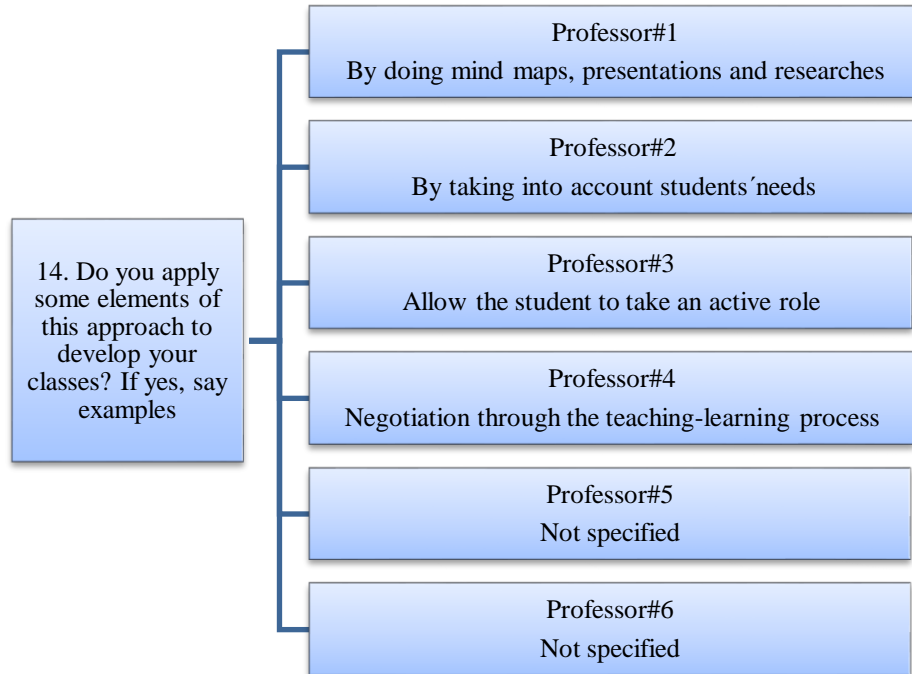 14. Do you apply
some elements of
this approach to
develop your
classes? If yes, say
examples
Professor#1
By doing mind maps, presentations and researches
Professor#2
By taking into account students´needs
Professor#3
Allow the student to take an active role
Professor#4
Negotiation through the teaching-learning process
Professor#5
Not specified
Professor#6
Not specified